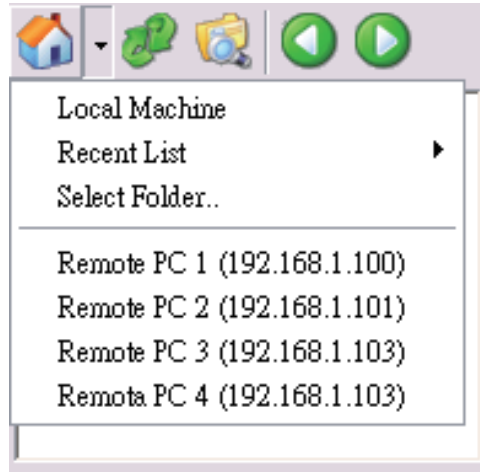 Local Machine
Recent List
Select Folder..
Remote PC 1 (192.168.1.100)
Remote PC 2 (192.168.1.101)
Remote PC 3 (192.168.1.103)
Remota PC 4 (192.168.1.103)